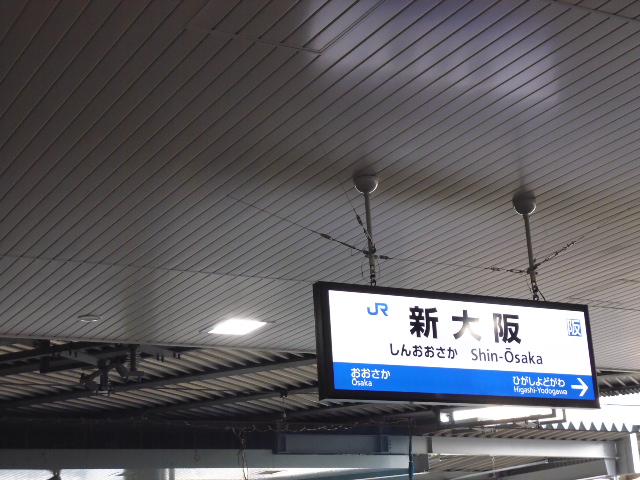 JR
新大阪
阪
しんおおさか Shin-Ōsaka
おおさか ひがしよどがわ
Ōsaka Higashi-Yodogawa